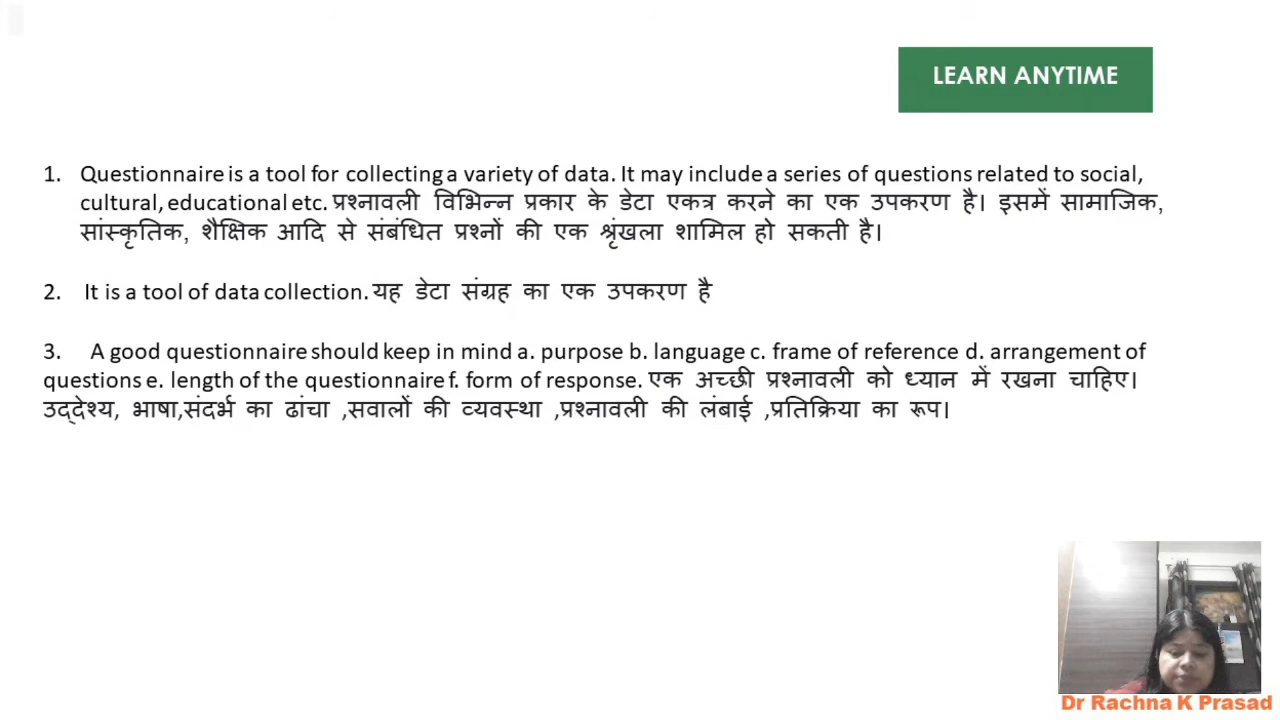 LEARN ANYTIME
1. Questionnaire is a tool for collecting a variety of data. It may include a series of questions related to social,
cultural, educational etc. प्रश्नावली विभिन्न प्रकार के डेटा एकत्र करने का एक उपकरण है। इसमें सामाजिक,
सांस्कृतिक, शैक्षिक आदि से संबंधित प्रश्नों की एक श्रृंखला शामिल हो सकती है।
2. It is a tool of data collection. यह डेटा संग्रह का एक उपकरण है
3. A good questionnaire should keep in mind a. purpose b. language c. frame of reference d. arrangement of
questions e. length of the questionnaire f. form of response. एक अच्छी प्रश्नावली को ध्यान में रखना चाहिए।
उद्देश्य, भाषा,संदर्भ का ढांचा ,सवालों की व्यवस्था ,प्रश्नावली की लंबाई ,प्रतिक्रिया का रूप।
Dr Rachna K Prasad